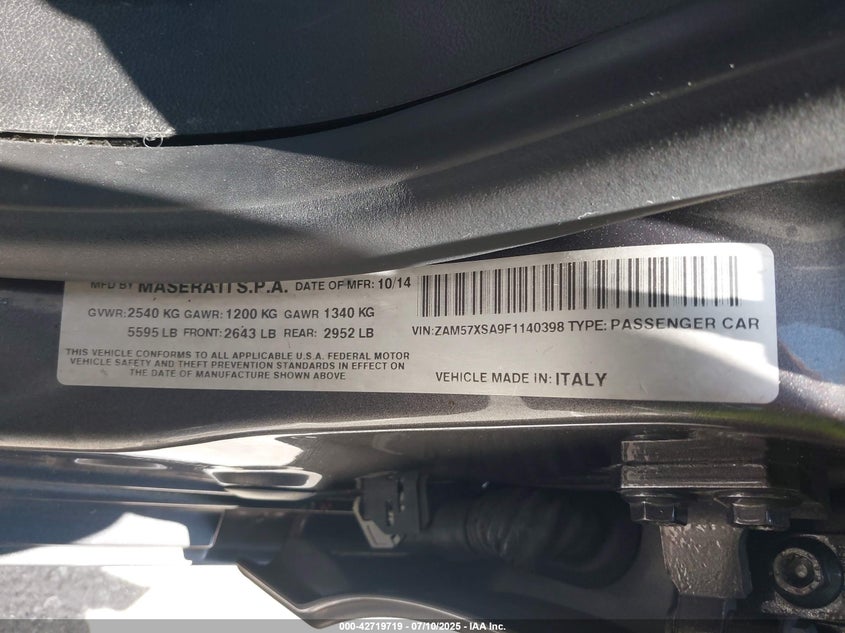 MFD BY MASERATI S.P.A. DATE OF MFR: 10/14
GVWR: 2540 KG GAWR: 1200 KG GAWR 1340 KG
5595 LB FRONT: 2643 LB REAR: 2952 LB
THIS VEHICLE CONFORMS TO ALL APPLICABLE U.S.A. FEDERAL MOTOR
VEHICLE SAFETY AND THEFT PREVENTION STANDARDS IN EFFECT ON
THE DATE OF MANUFACTURE SHOWN ABOVE
VIN: ZAM57XSA9F1140398 TYPE: PASSENGER CAR
VEHICLE MADE IN: ITALY
000-42719719 - 07/10/2025 - IAA, Inc.